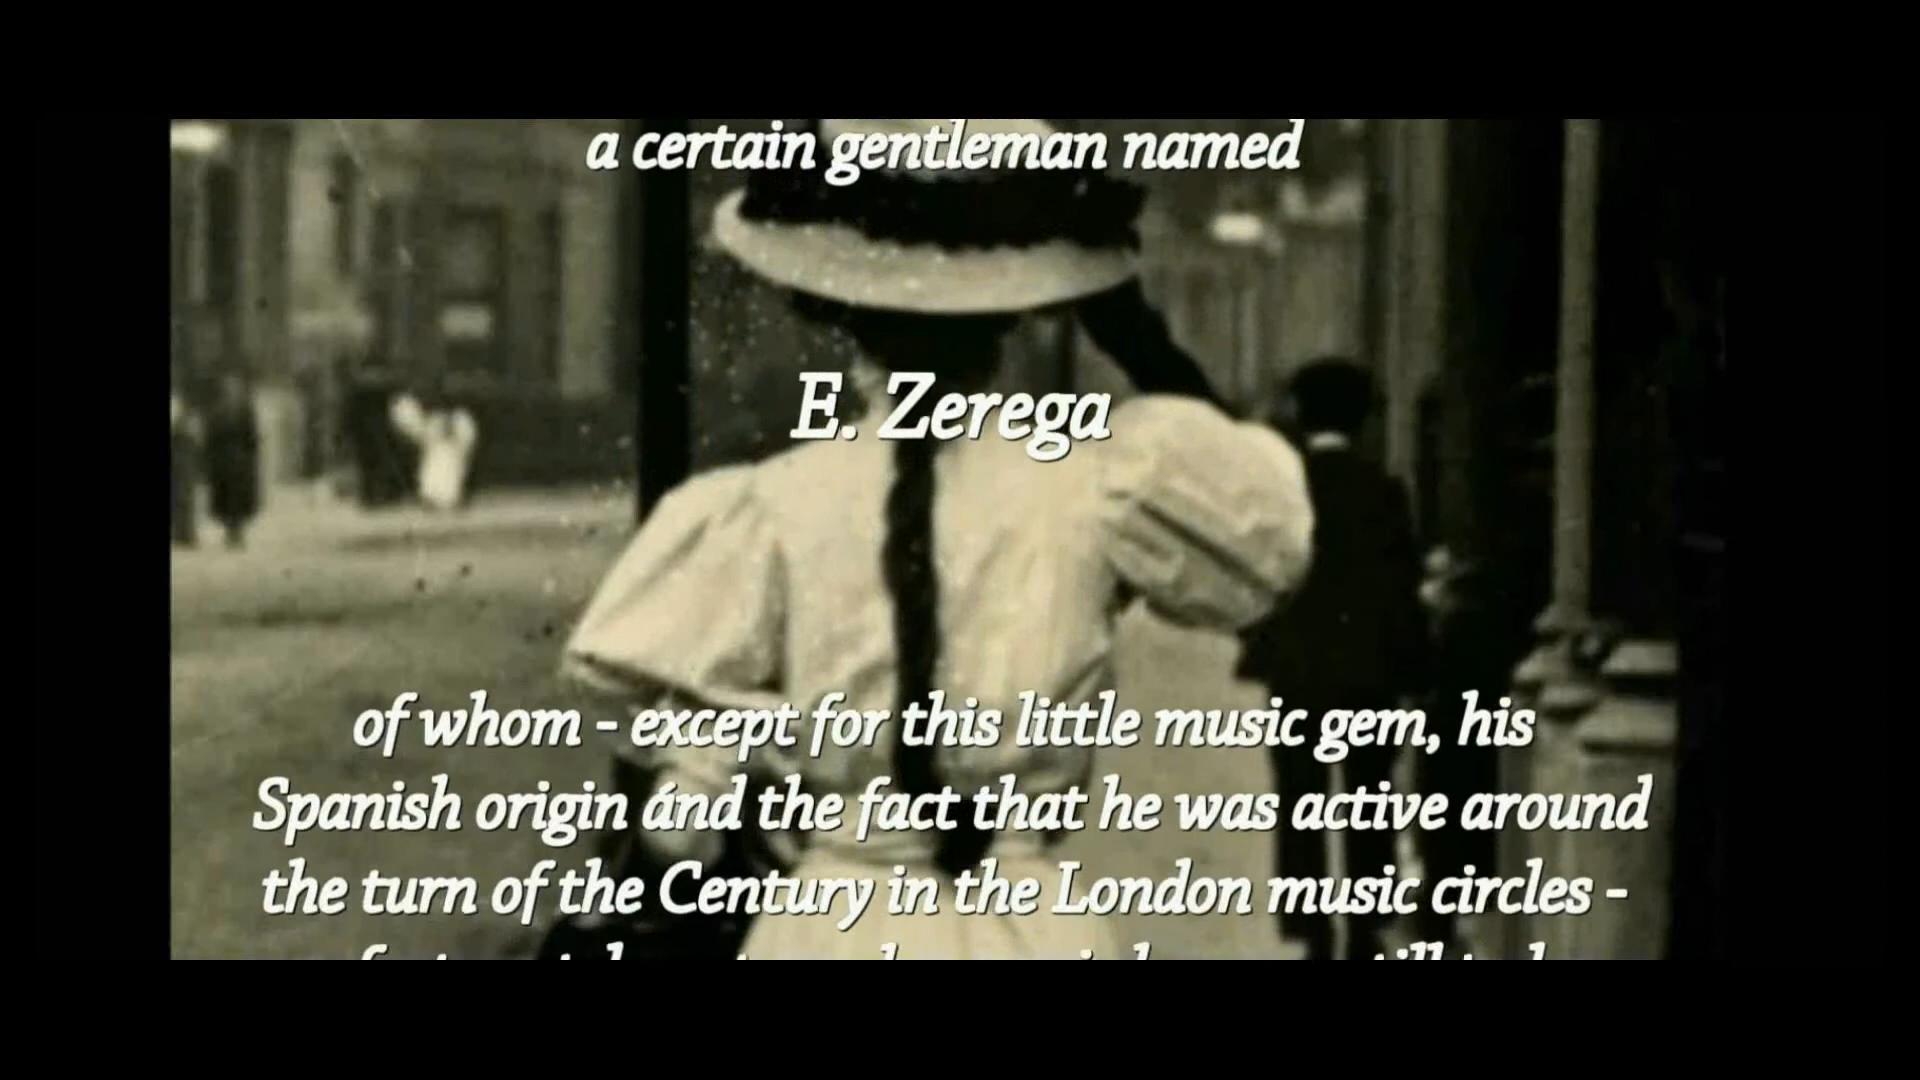 a certain gentleman named
E. Zerega
of whom - except for this little music gem, his
Spanish origin ánd the fact that he was active around
the turn of the Century in the London music circles -